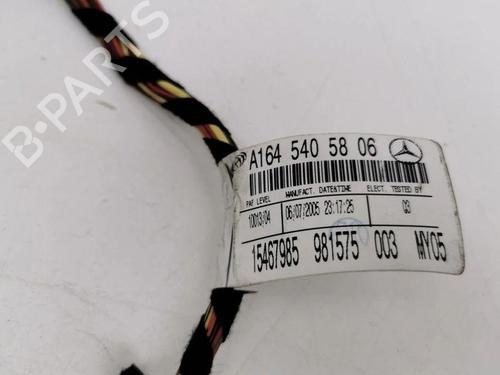 A164 540 58 06
PAF LEVEL MANUFACT. DATE&TIME ELECT. TESTED BY
10013/04 06/07/2005 23:17:25 03
15467985 981575 003 MY05
B-PARTS